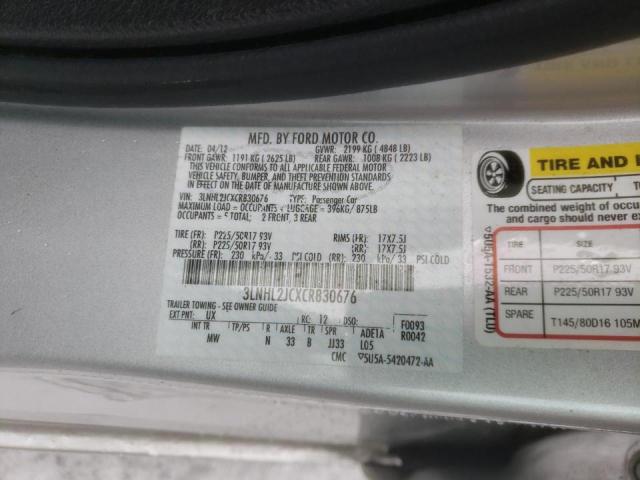 MFD. BY FORD MOTOR CO.
DATE: 04/12 GVWR: 2199 KG ( 4848 LB)
FRONT GAWR: 1191 KG ( 2625 LB) REAR GAWR: 1008 KG ( 2223 LB)
THIS VEHICLE CONFORMS TO ALL APPLICABLE FEDERAL MOTOR
VEHICLE SAFETY, BUMPER, AND THEFT PREVENTION STANDARDS
IN EFFECT ON THE DATE OF MANUFACTURE SHOWN ABOVE.
VIN: 3LNHL2JCXCR830676 TYPE: Passenger Car
MAXIMUM LOAD = OCCUPANTS + LUGGAGE = 396KG/ 875LB
OCCUPANTS: = 5 TOTAL: 2 FRONT, 3 REAR
TIRE (FR): P225/50R17 93V RIMS (FR): 17X7.5J
(RR): P225/50R17 93V (RR): 17X7.5J
PRESSURE (FR): 230 kPa/ 33 PSI COLD (RR): 230 kPa/ 33 PSI COLD
3LNHL2JCXCR830676
TRAILER TOWING - SEE OWNER GUIDE
EXT PNT: UX RC: 12 DSO: F0093
INT TR TP/PS R AXLE TR SPR ADETA R0042
MW N 33 B JJ33 L05
CMC ▽5U5A-5420472-AA
TIRE AND
SEATING CAPACITY
The combined weight of occup
and cargo should never ex
TIRE SIZE
FRONT P225/50R17 93V
REAR P225/50R17 93V
SPARE T145/80D16 105M
▽5U5A-1532-AA (TLU)